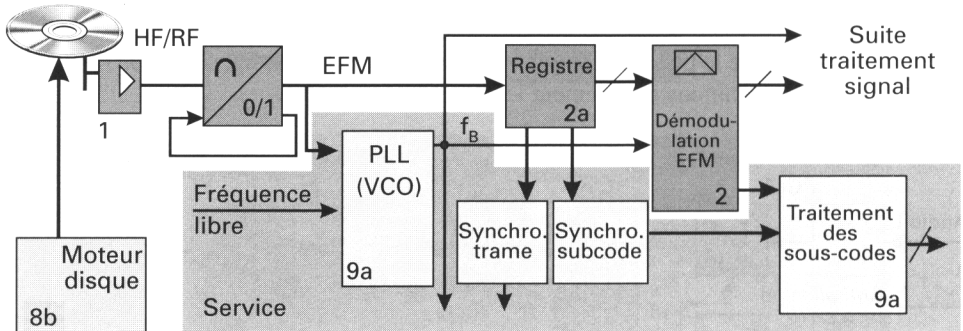 HF/RF
1
0/1
EFM
Registre
2a
Suite
traitement
signal
Démodu-
lation
EFM
2
f_B
PLL
(VCO)
9a
Fréquence
libre
Synchro.
trame
Synchro.
subcode
Traitement
des
sous-codes
9a
Moteur
disque
8b
Service